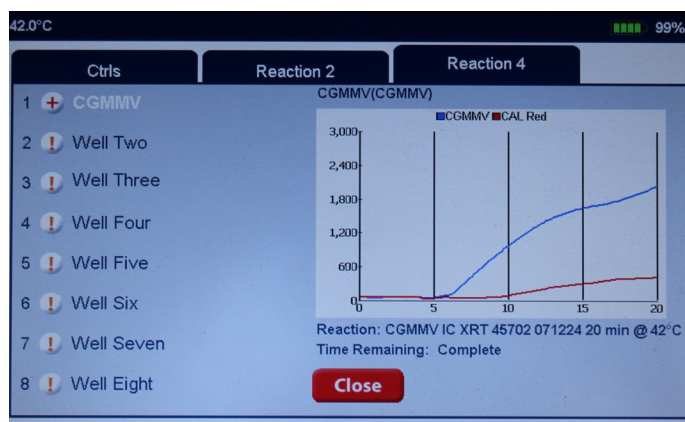 42.0°C
99%
Ctrls
Reaction 2
Reaction 4
1 + CGMMV
2 ! Well Two
3 ! Well Three
4 ! Well Four
5 ! Well Five
6 ! Well Six
7 ! Well Seven
8 ! Well Eight
CGMMV(CGMMV)
CGMMV CAL Red
3,000
2,400
1,800
1,200
600
0 5 10 15 20
Reaction: CGMMV IC XRT 45702 071224 20 min @ 42°C
Time Remaining: Complete
Close